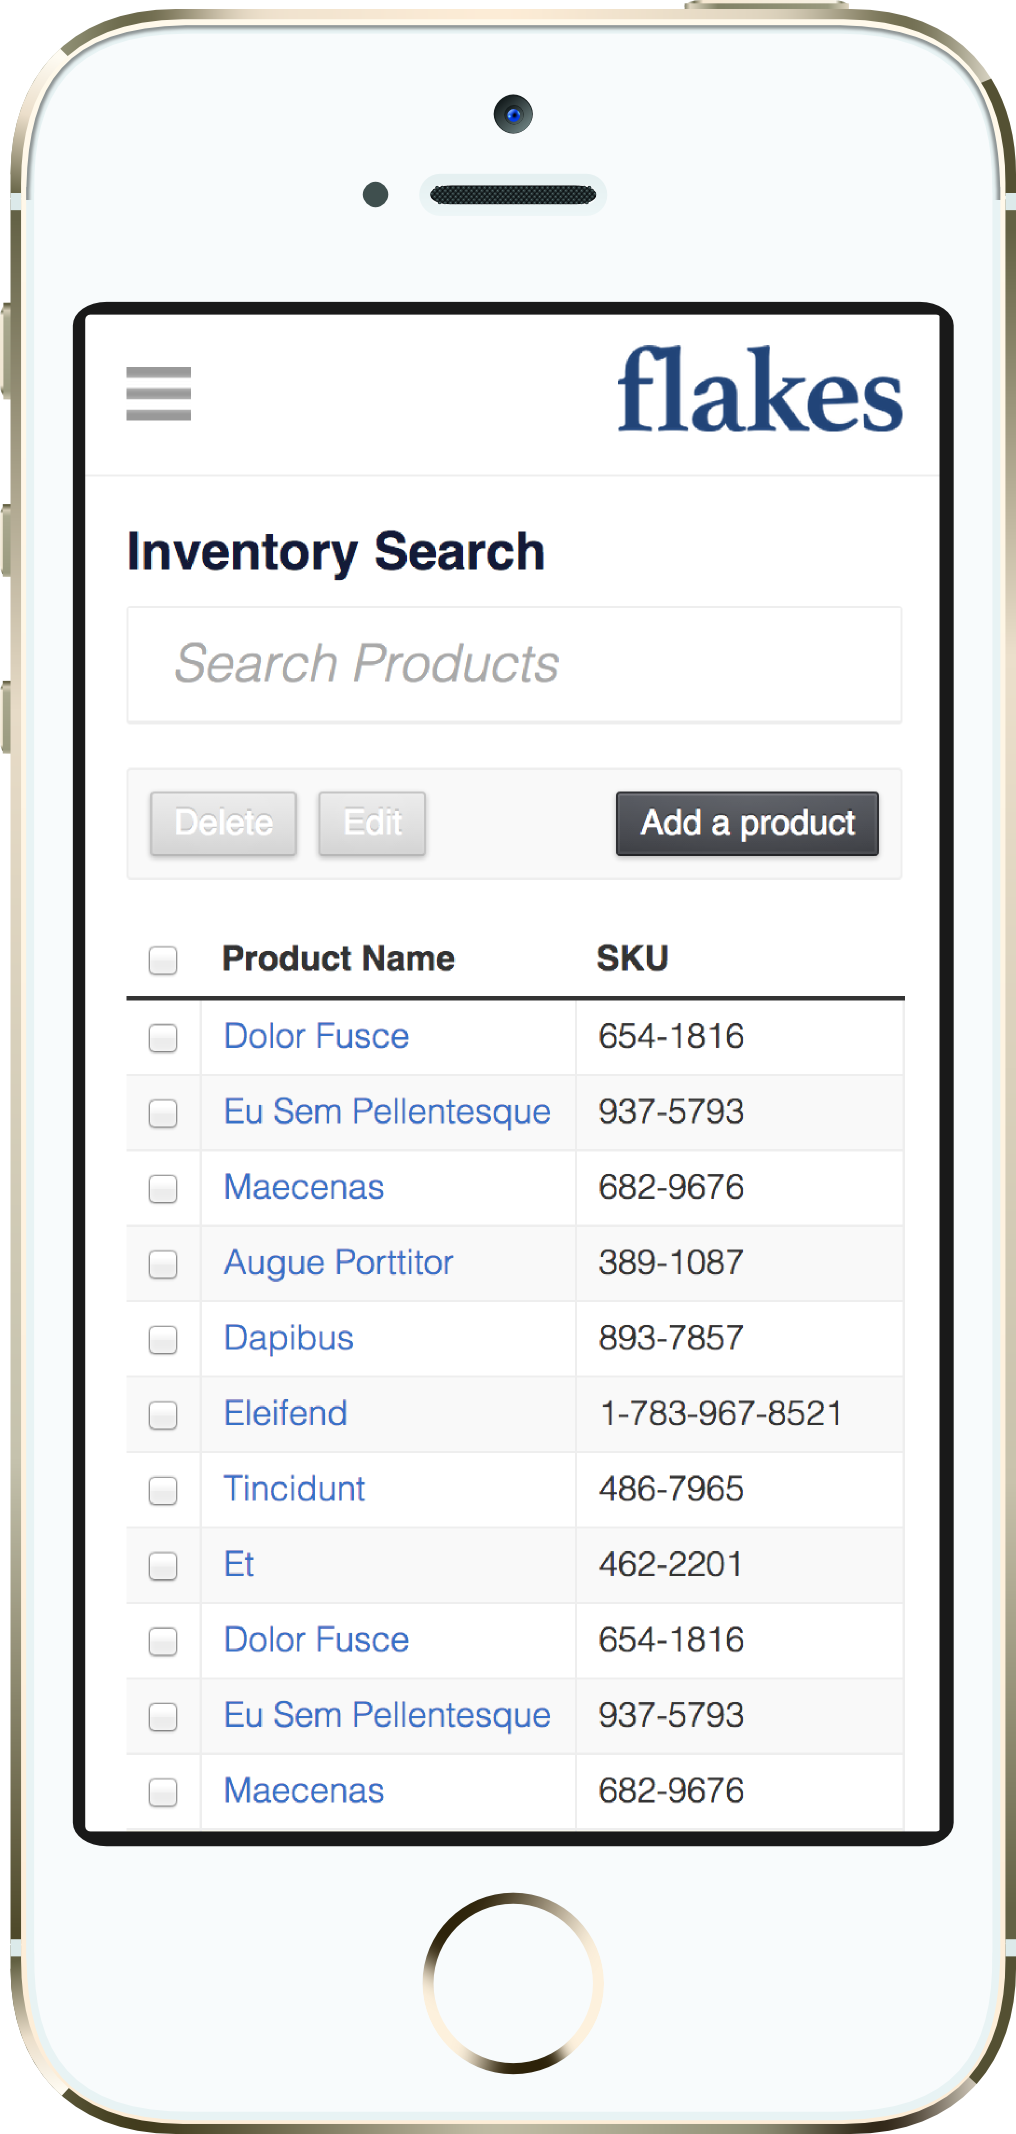 flakes
Inventory Search
Search Products
Delete Edit Add a product
Product Name SKU
Dolor Fusce 654-1816
Eu Sem Pellentesque 937-5793
Maecenas 682-9676
Augue Porttitor 389-1087
Dapibus 893-7857
Eleifend 1-783-967-8521
Tincidunt 486-7965
Et 462-2201
Dolor Fusce 654-1816
Eu Sem Pellentesque 937-5793
Maecenas 682-9676